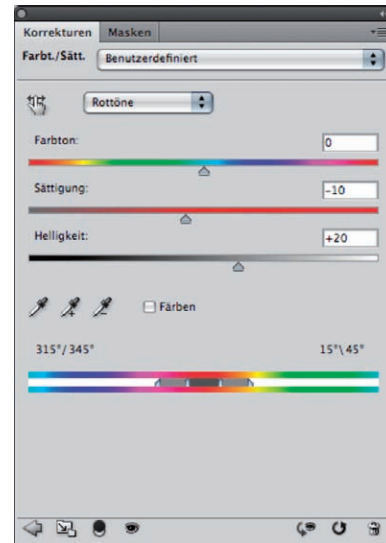 Korrekturen Masken
Farbt./Sätt. Benutzerdefiniert
Rottöne
Farbton: 0
Sättigung: -10
Helligkeit: +20
Färben
315°/345° 15°\45°